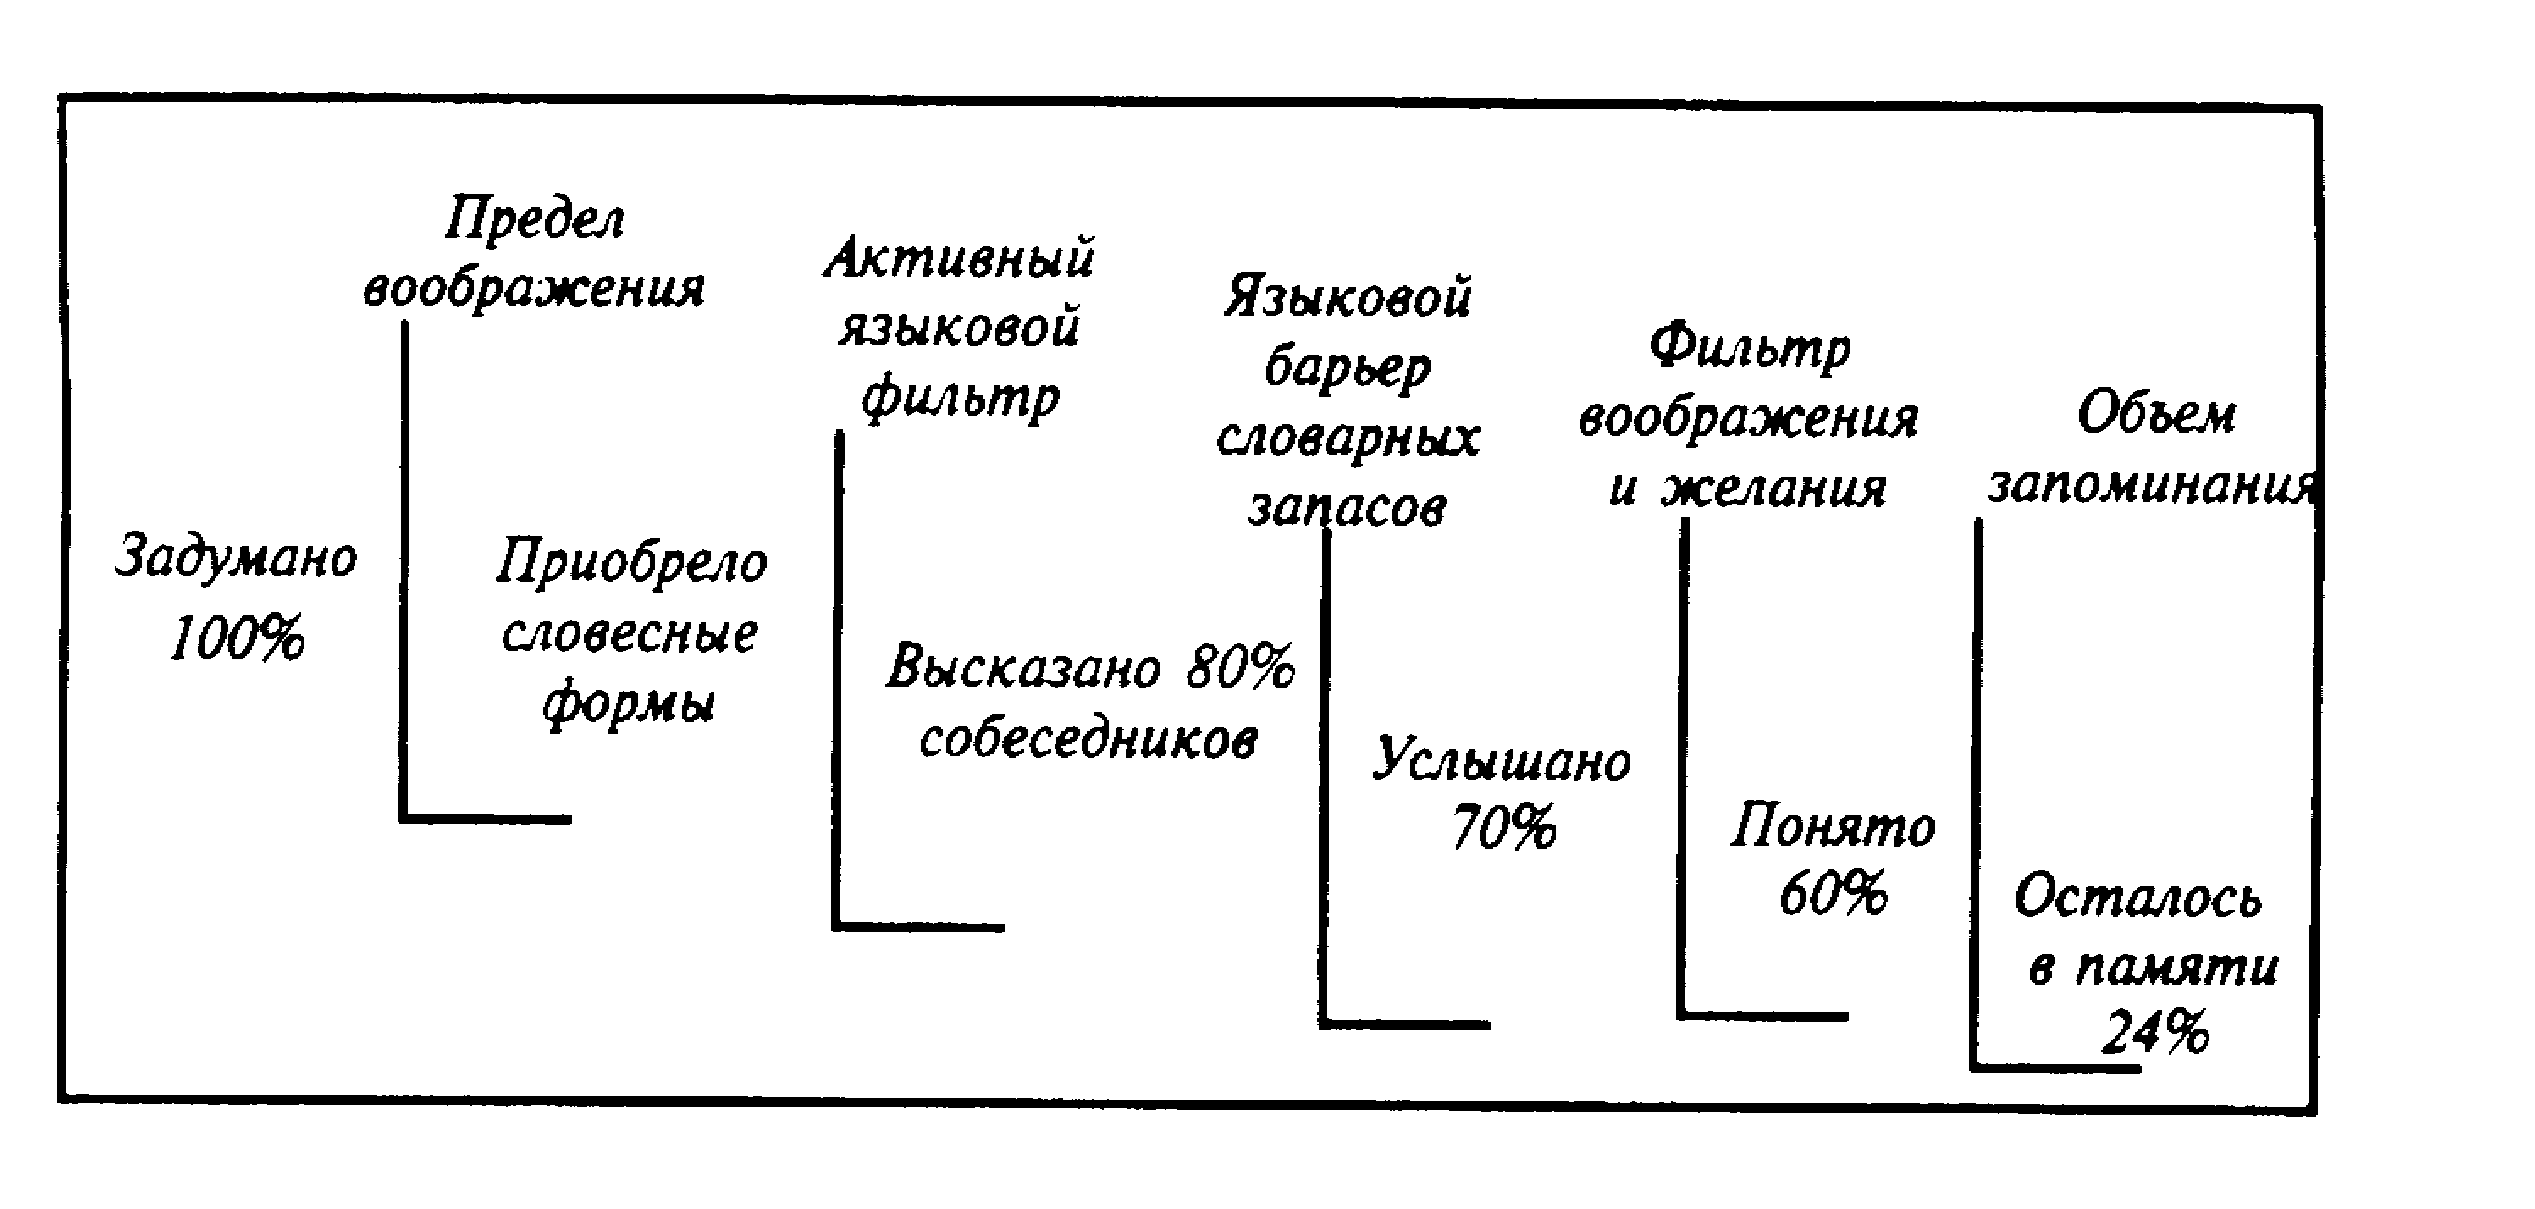 Предел
воображения
Активный
языковой
фильтр
Языковой
барьер
словарных
запасов
Фильтр
воображения
и желания
Объем
запоминания
Задумано
100%
Приобрело
словесные
формы
Высказано 80%
собеседников
Услышано
70%
Понято
60%
Осталось
в памяти
24%